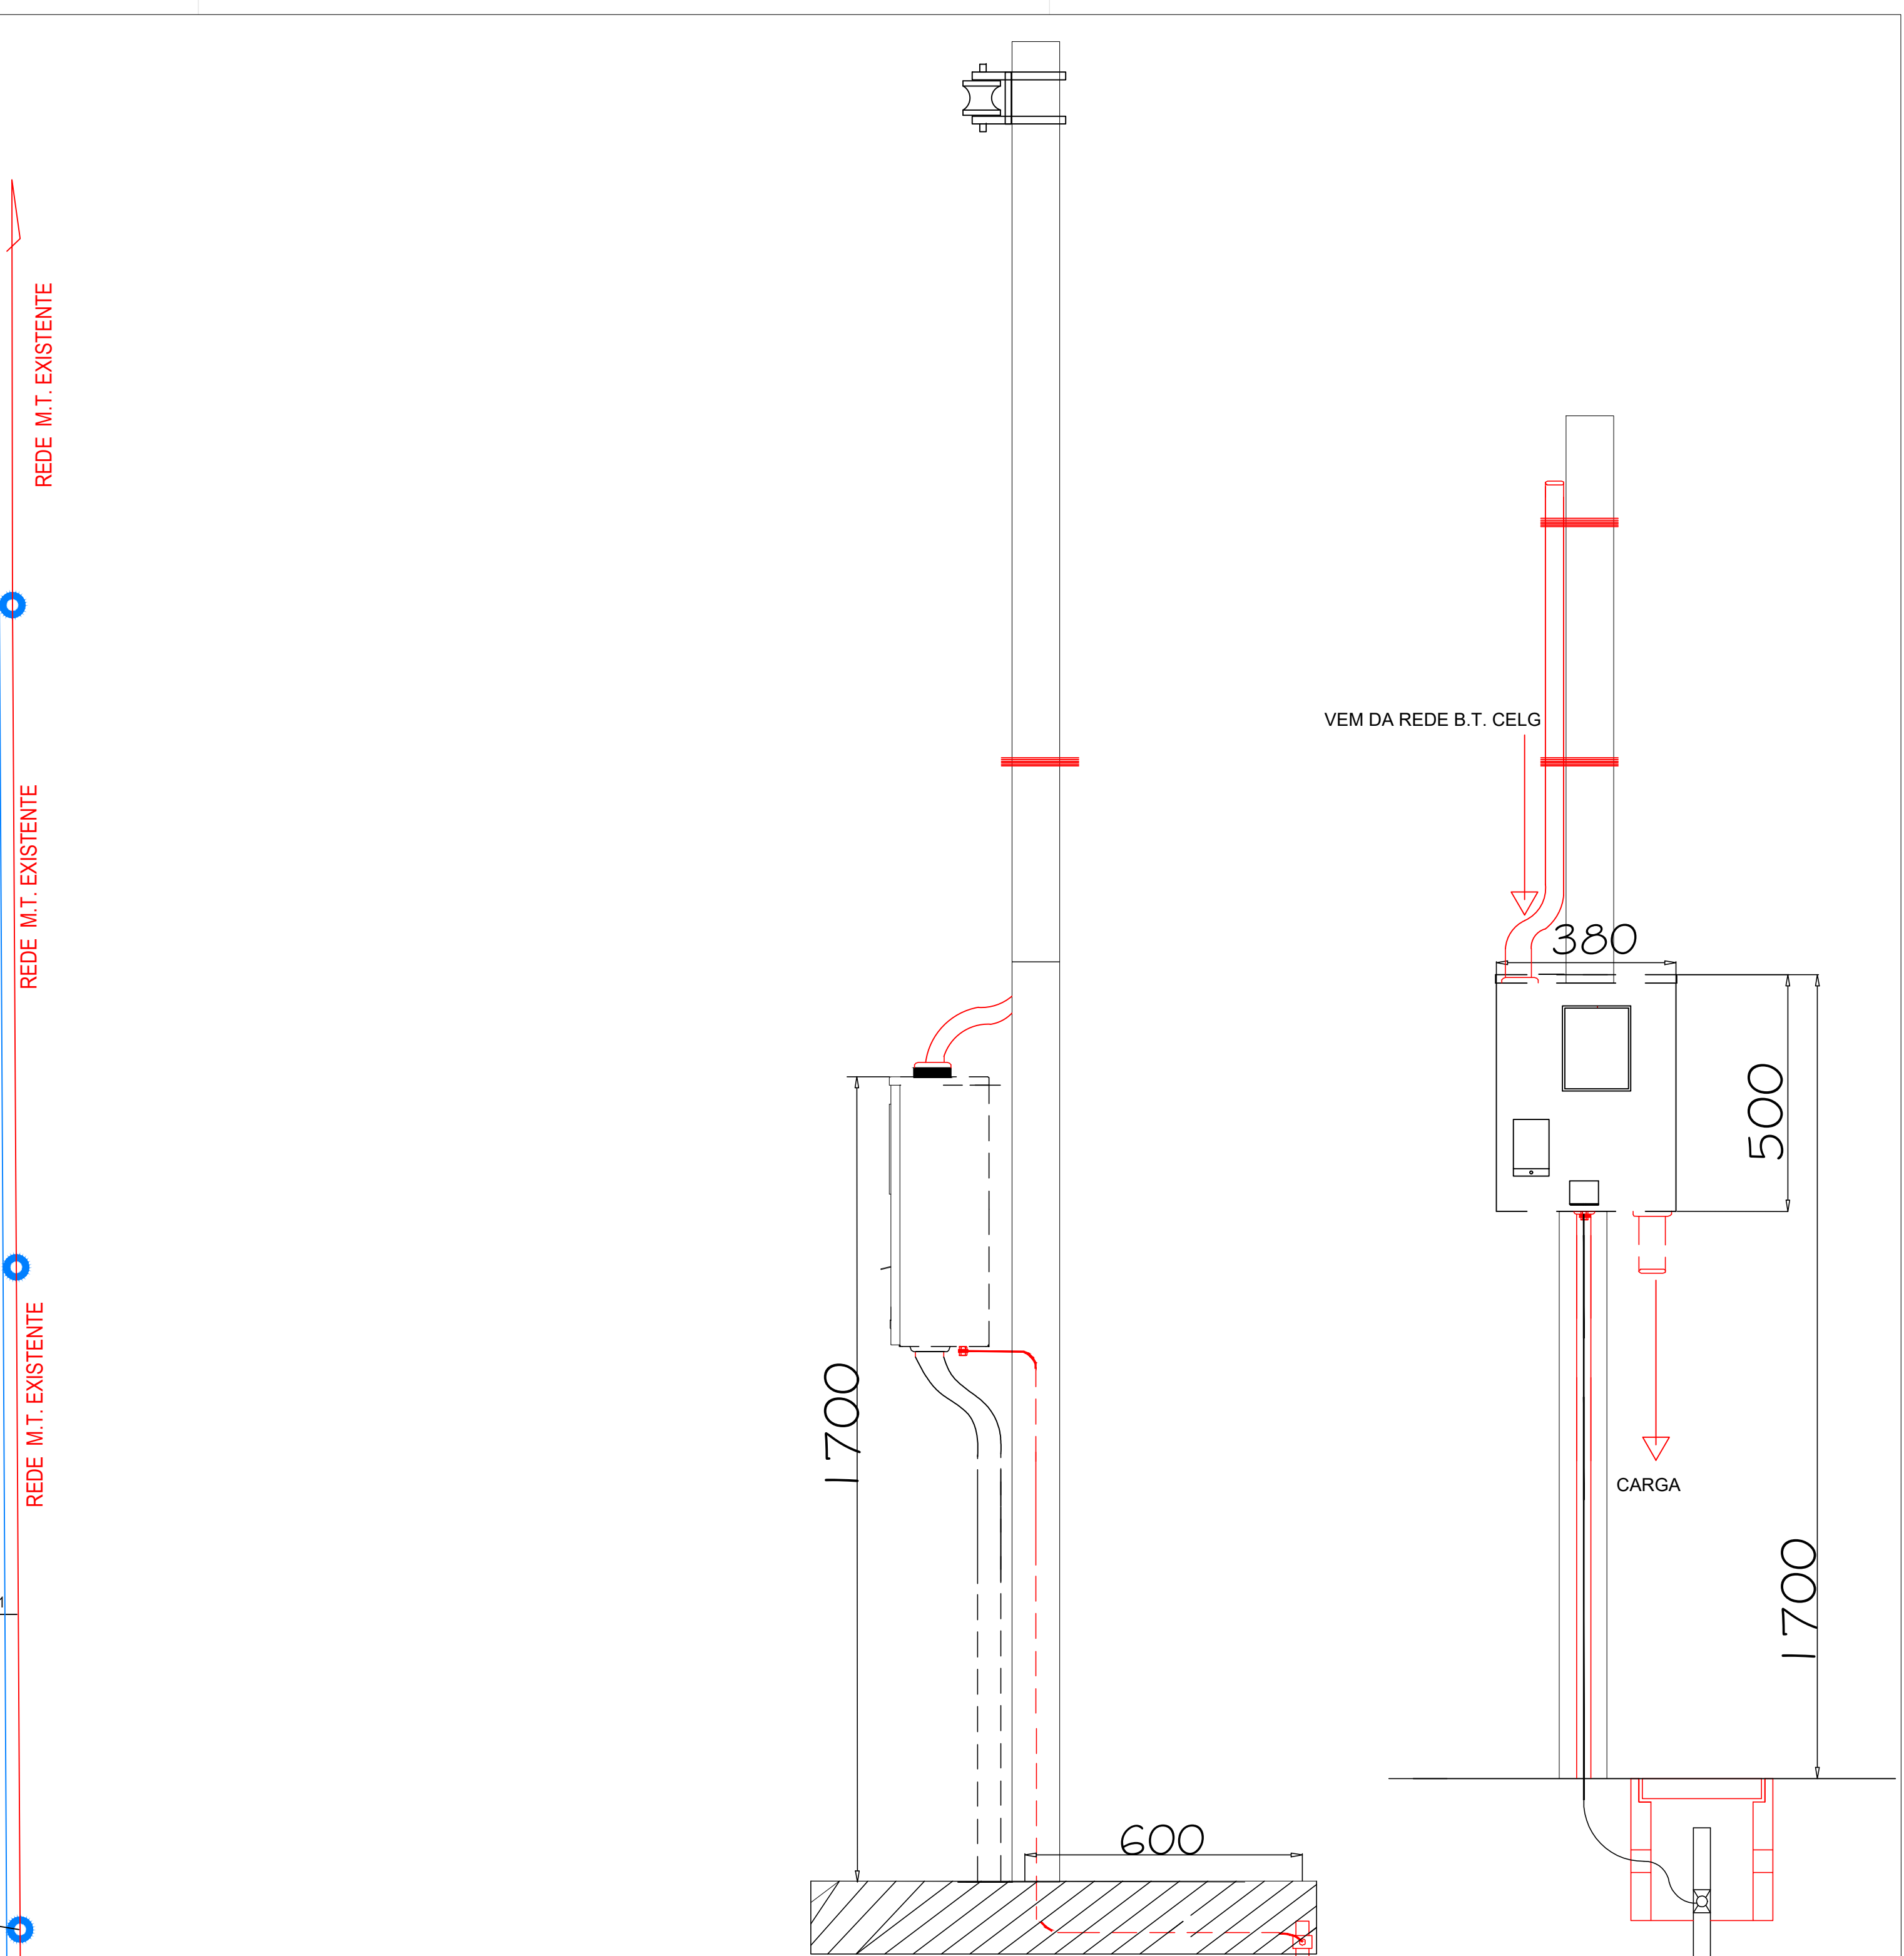 REDE M.T. EXISTENTE
REDE M.T. EXISTENTE
REDE M.T. EXISTENTE
VEM DA REDE B.T. CELG
380
500
1700
CARGA
1700
600